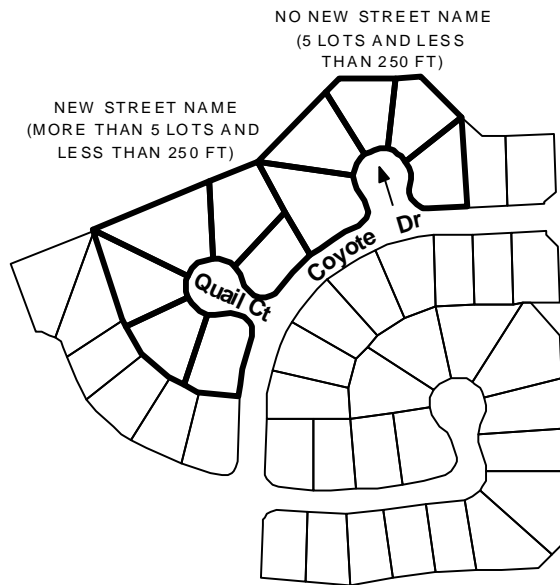 NO NEW STREET NAME
(5 LOTS AND LESS
THAN 250 FT)
NEW STREET NAME
(MORE THAN 5 LOTS AND
LESS THAN 250 FT)
Coyote Dr
Quail Ct